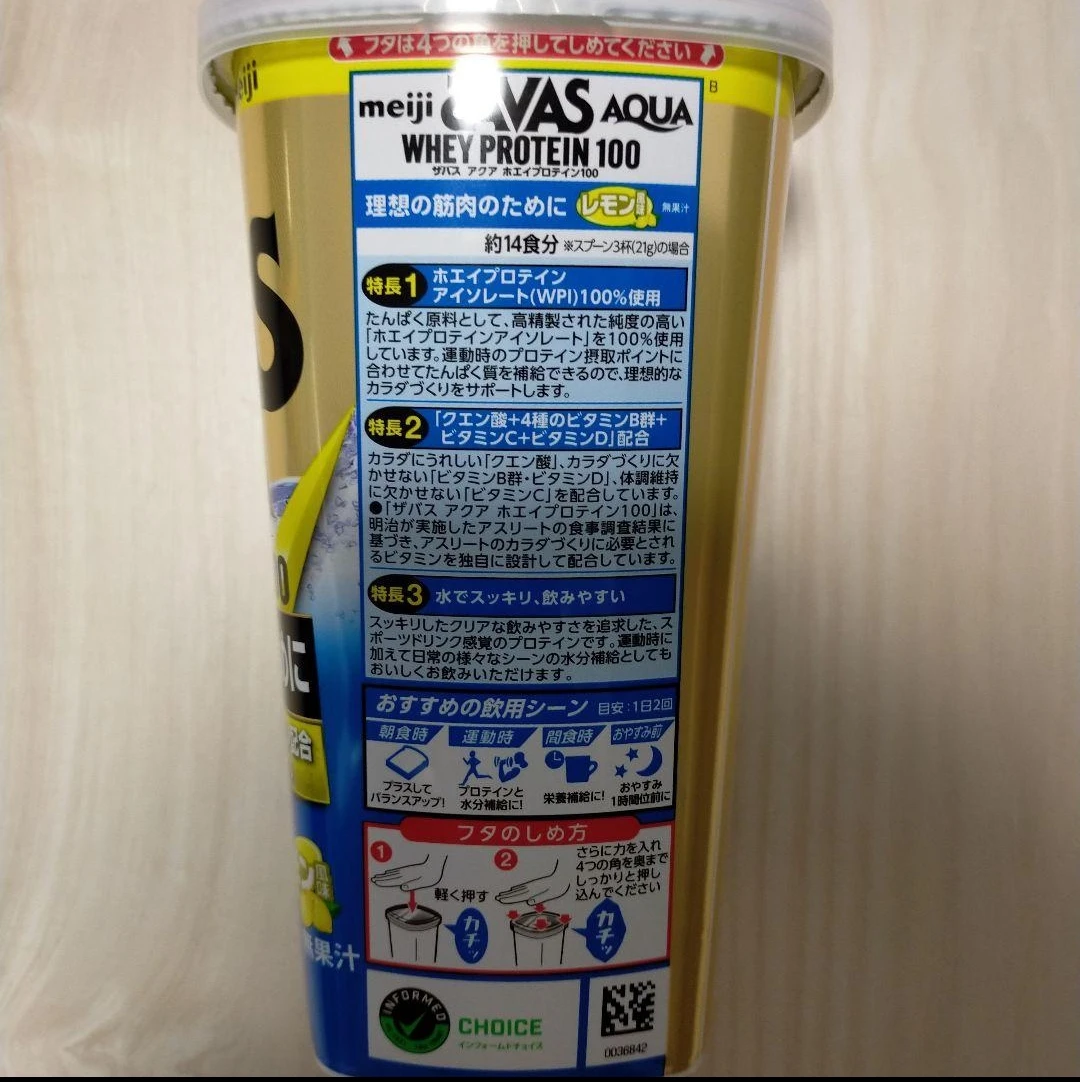 フタは4つの角を押してしめてください
meiji
B
meiji SAVAS AQUA
WHEY PROTEIN 100
ザバス アクア ホエイプロテイン100
理想の筋肉のために レモン風味 無果汁
約14食分 ※スプーン3杯(21g)の場合
特長1 ホエイプロテイン
アイソレート(WPI)100%使用
たんぱく原料として、高精製された純度の高い
「ホエイプロテインアイソレート」を100%使用
しています。運動時のプロテイン摂取ポイントに
合わせてたんぱく質を補給できるので、理想的な
カラダづくりをサポートします。
特長2 「クエン酸+4種のビタミンB群+
ビタミンC+ビタミンD」配合
カラダにうれしい「クエン酸」、カラダづくりに欠
かせない「ビタミンB群・ビタミンD」、体調維持
に欠かせない「ビタミンC」を配合しています。
●「ザバス アクア ホエイプロテイン100」は、
明治が実施したアスリートの食事調査結果に
基づき、アスリートのカラダづくりに必要とされ
るビタミンを独自に設計して配合しています。
特長3 水でスッキリ、飲みやすい
スッキリしたクリアな飲みやすさを追求した、ス
ポーツドリンク感覚のプロテインです。運動時に
加えて日常の様々なシーンの水分補給としても
おいしくお飲みいただけます。
おすすめの飲用シーン 目安:1日2回
朝食時 運動時 間食時 おやすみ前
プラスして
バランスアップ!
プロテインと
水分補給に!
栄養補給に!
おやすみ
1時間位前に
フタのしめ方
1
軽く押す
カチッ
2
さらに力を入れ
4つの角を奥まで
しっかりと押し
込んでください
カチッ
INFORMED
CHOICE
インフォームドチョイス
0036842
S
0
に
配合
ン風味
無果汁